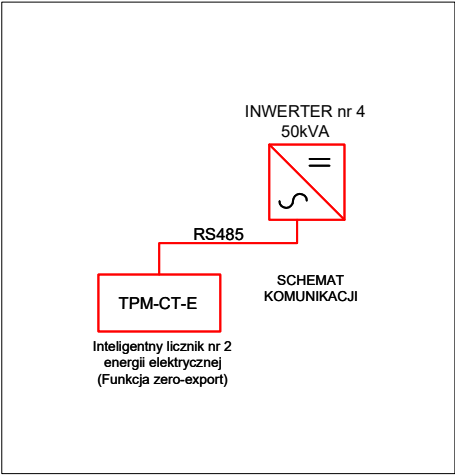 INWERTER nr 4
50kVA
RS485
SCHEMAT
KOMUNIKACJI
TPM-CT-E
Inteligentny licznik nr 2
energii elektrycznej
(Funkcja zero-export)